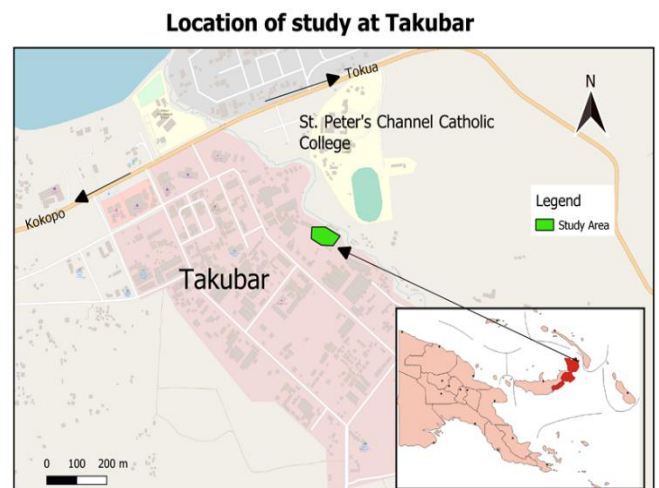 Location of study at Takubar
Tokua
N
St. Peter's Channel Catholic
College
Legend
Study Area
Kokopo
Takubar
0 100 200 m